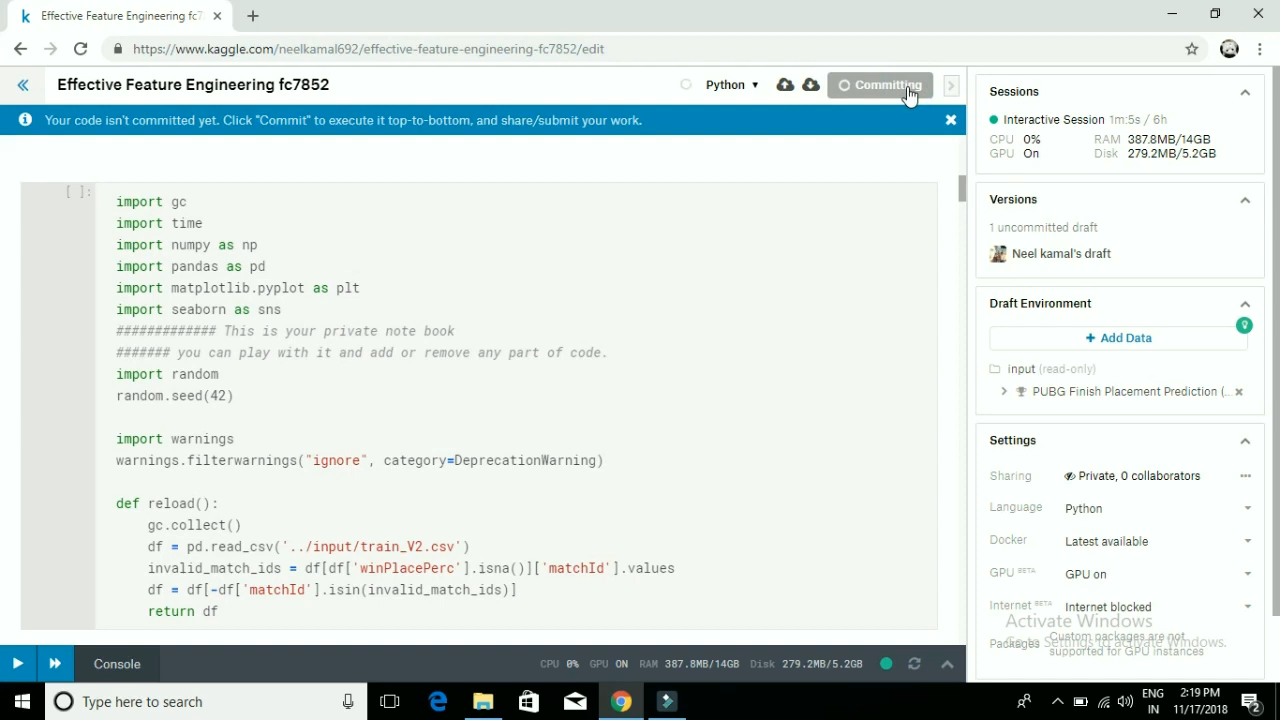 Effective Feature Engineering fc7
https://www.kaggle.com/neelkamal692/effective-feature-engineering-fc7852/edit
Effective Feature Engineering fc7852
Python
Committing
Your code isn't committed yet. Click "Commit" to execute it top-to-bottom, and share/submit your work.
[ ]:
import gc
import time
import numpy as np
import pandas as pd
import matplotlib.pyplot as plt
import seaborn as sns
############# This is your private note book
####### you can play with it and add or remove any part of code.
import random
random.seed(42)
import warnings
warnings.filterwarnings("ignore", category=DeprecationWarning)
def reload():
gc.collect()
df = pd.read_csv('../input/train_V2.csv')
invalid_match_ids = df[df['winPlacePerc'].isna()]['matchId'].values
df = df[-df['matchId'].isin(invalid_match_ids)]
return df
Sessions
Interactive Session 1m:5s / 6h
CPU 0% RAM 387.8MB/14GB
GPU On Disk 279.2MB/5.2GB
Versions
1 uncommitted draft
Neel kamal's draft
Draft Environment
+ Add Data
input (read-only)
PUBG Finish Placement Prediction (...
Settings
Sharing Private, 0 collaborators
Language Python
Docker Latest available
GPU BETA GPU on
Internet BETA Internet blocked
Activate Windows
Packages Custom packages are not
Go to Settings to activate Windows.
supported for GPU instances
Console
CPU 0% GPU ON RAM 387.8MB/14GB Disk 279.2MB/5.2GB
Type here to search
ENG
IN
2:19 PM
11/17/2018
2